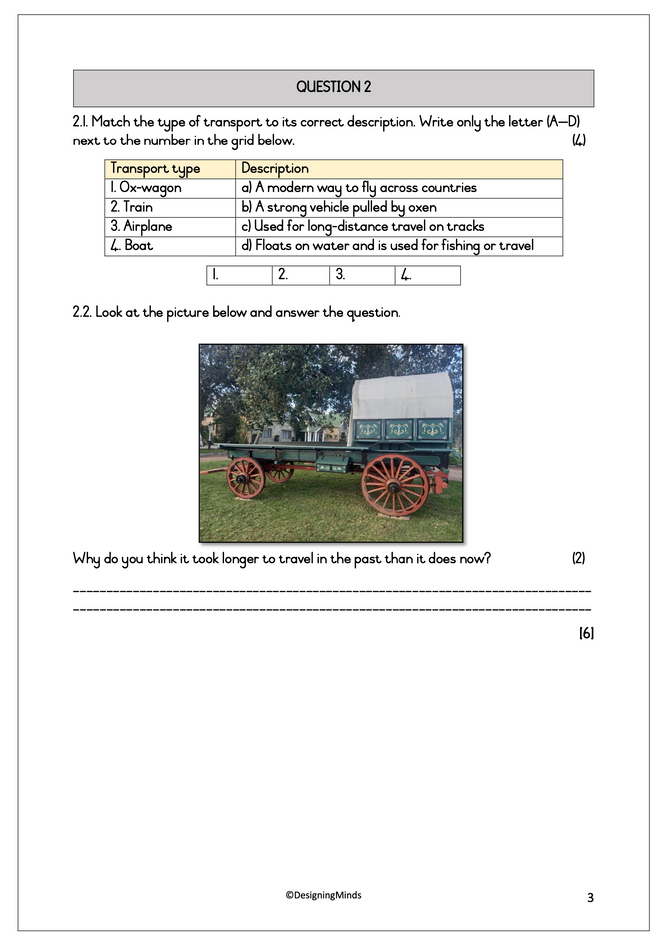 QUESTION 2
2.1. Match the type of transport to its correct description. Write only the letter (A–D)
next to the number in the grid below. (4)
Transport type Description
1. Ox-wagon a) A modern way to fly across countries
2. Train b) A strong vehicle pulled by oxen
3. Airplane c) Used for long-distance travel on tracks
4. Boat d) Floats on water and is used for fishing or travel
1. 2. 3. 4.
2.2. Look at the picture below and answer the question.
Why do you think it took longer to travel in the past than it does now? (2)
[6]
©DesigningMinds
3